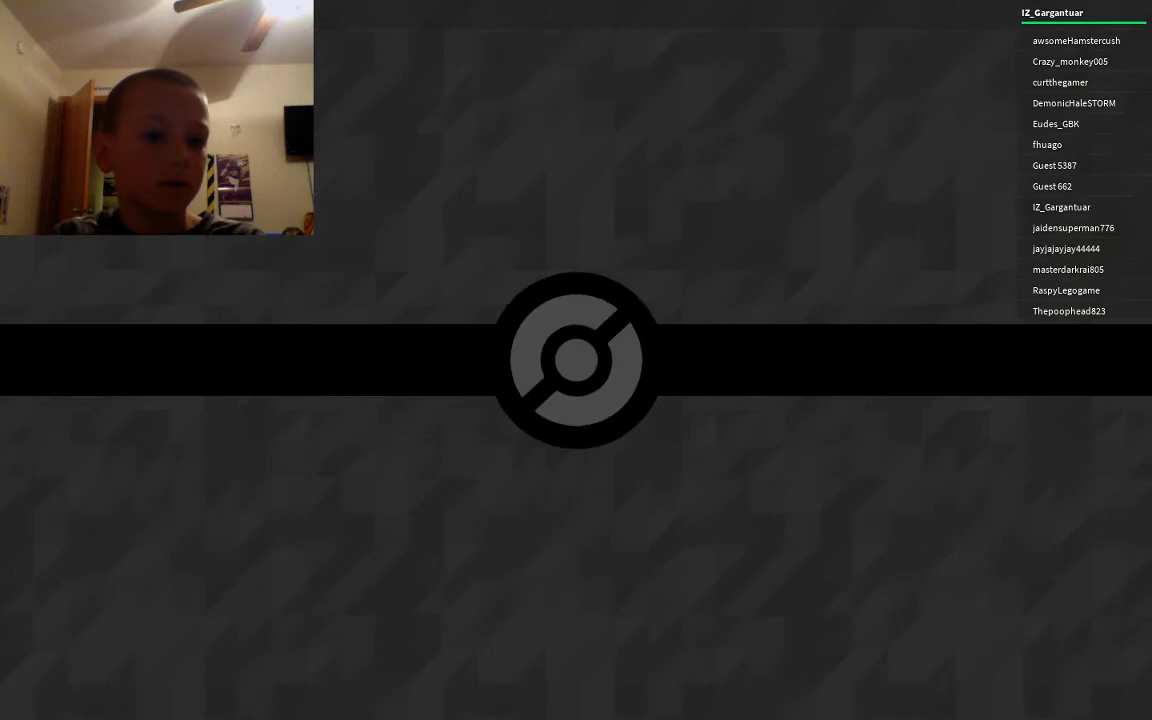 IZ_Gargantuar
awsomeHamstercush
Crazy_monkey005
curtthegamer
DemonicHaleSTORM
Eudes_GBK
fhuago
Guest 5387
Guest 662
IZ_Gargantuar
jaidensuperman776
jayjajayjay44444
masterdarkrai805
RaspyLegogame
Thepoophead823